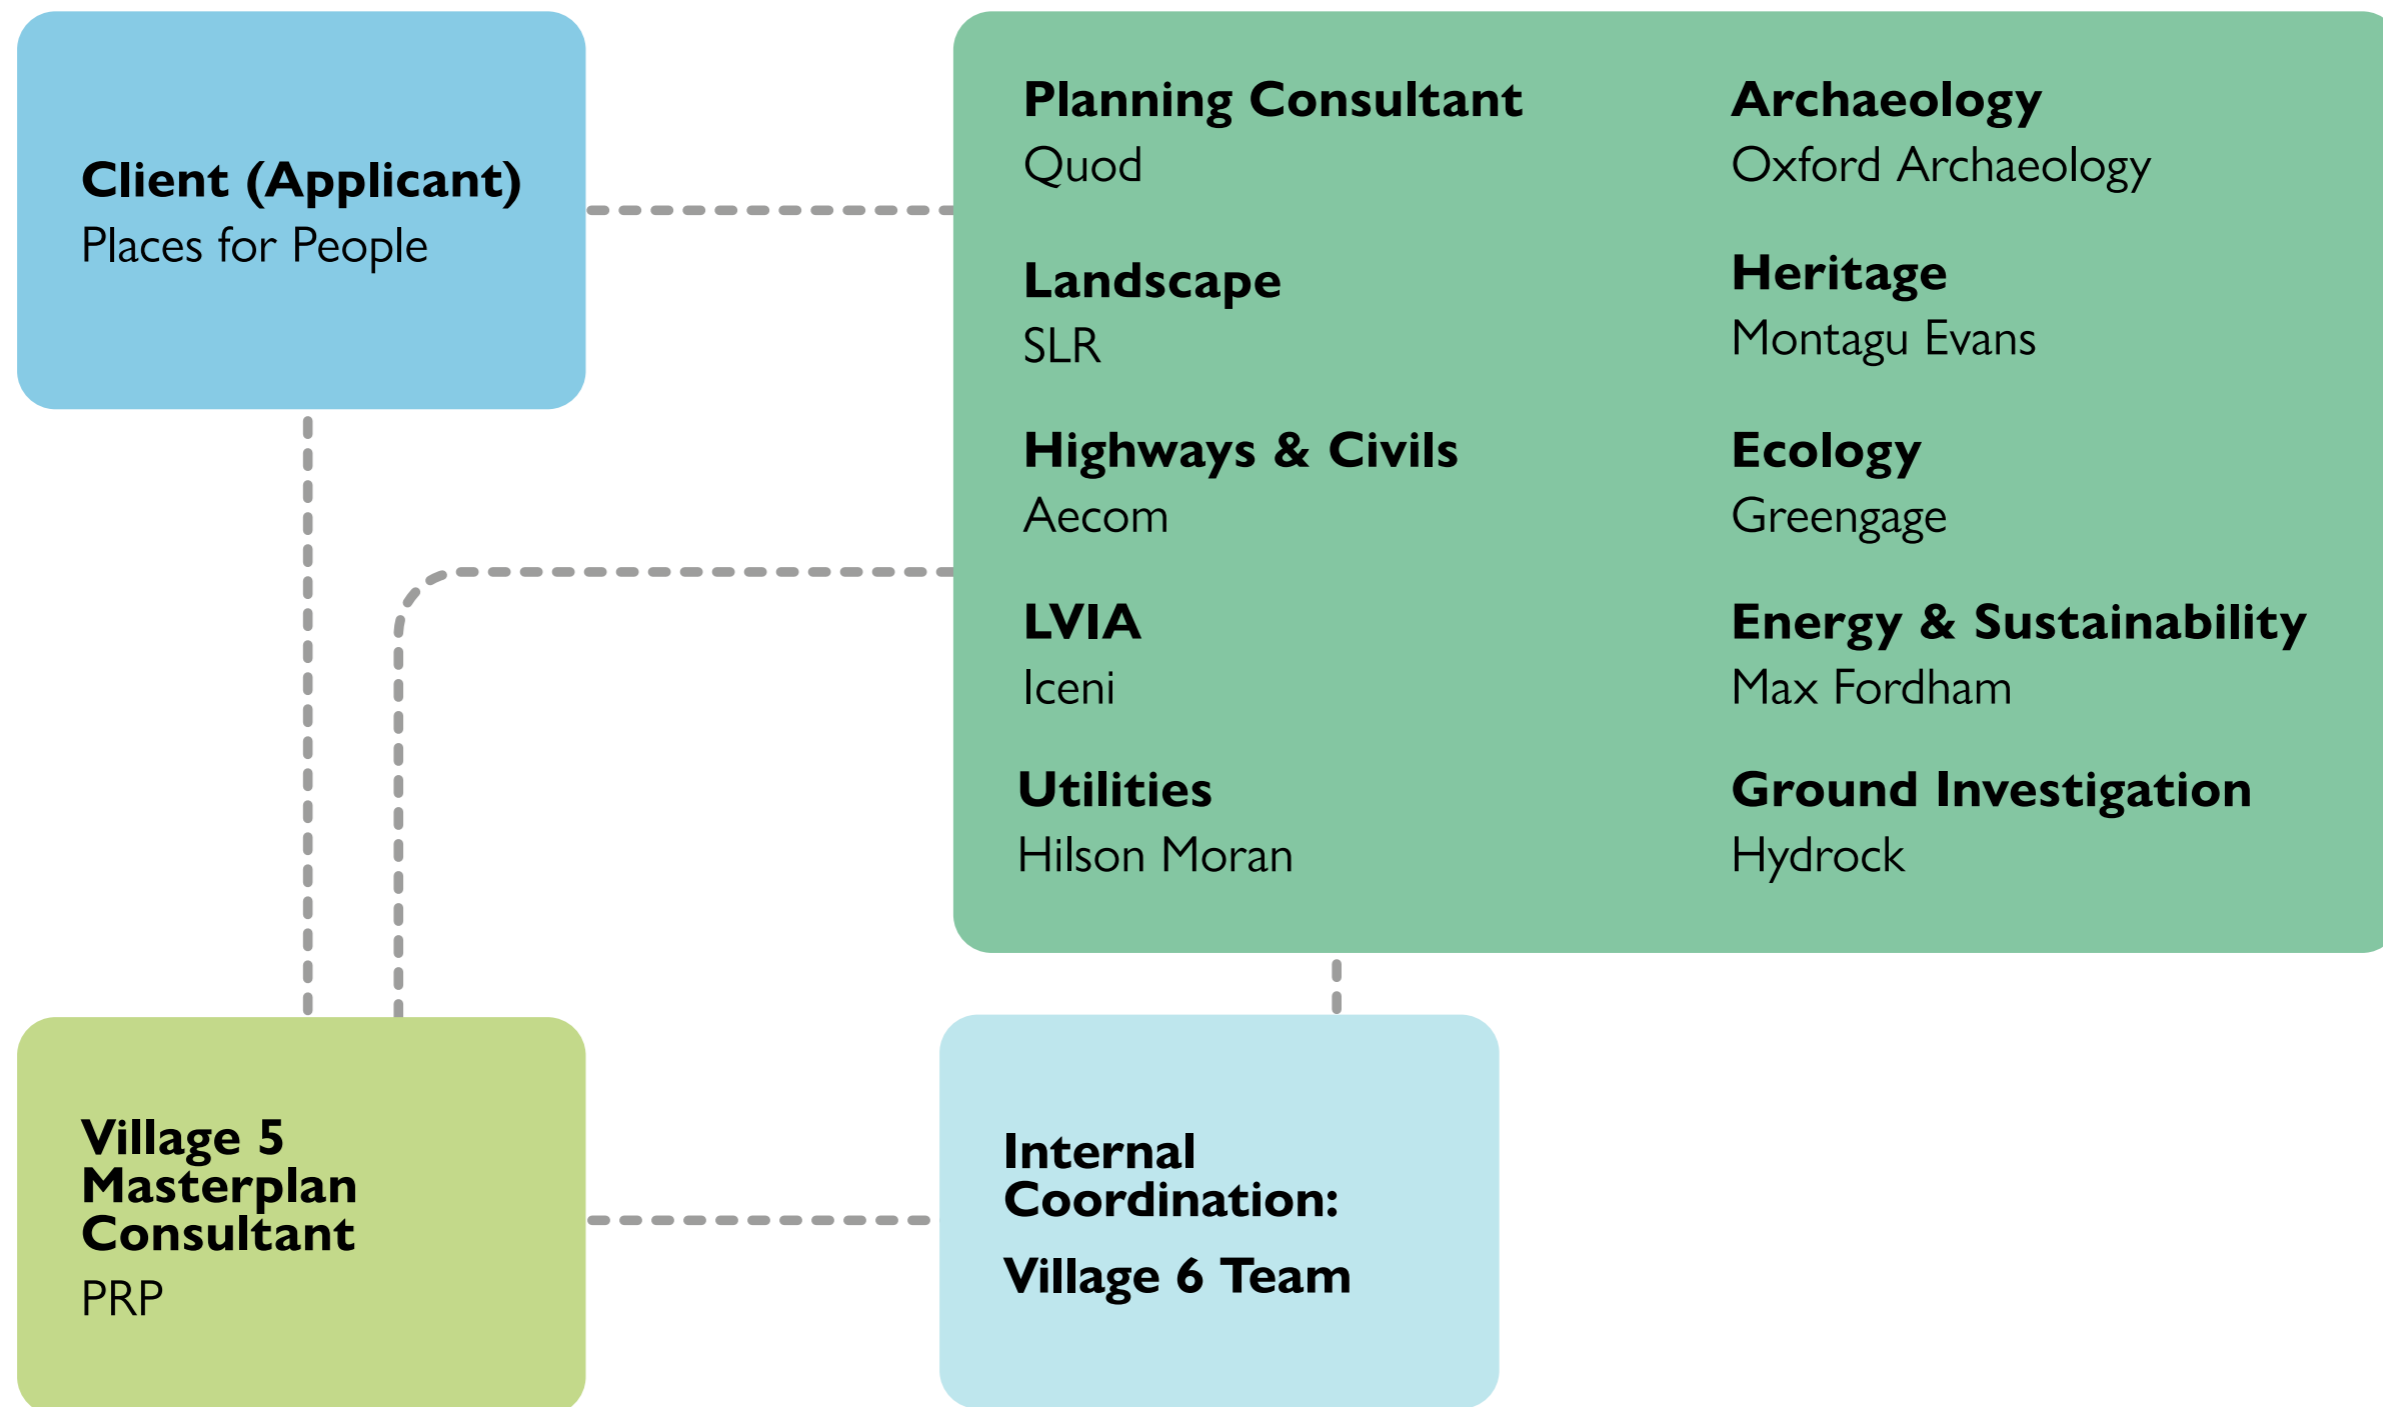 Client (Applicant)
Places for People
Planning Consultant
Quod
Landscape
SLR
Highways & Civils
Aecom
LVIA
Iceni
Utilities
Hilson Moran
Archaeology
Oxford Archaeology
Heritage
Montagu Evans
Ecology
Greengage
Energy & Sustainability
Max Fordham
Ground Investigation
Hydrock
Village 5
Masterplan
Consultant
PRP
Internal
Coordination:
Village 6 Team